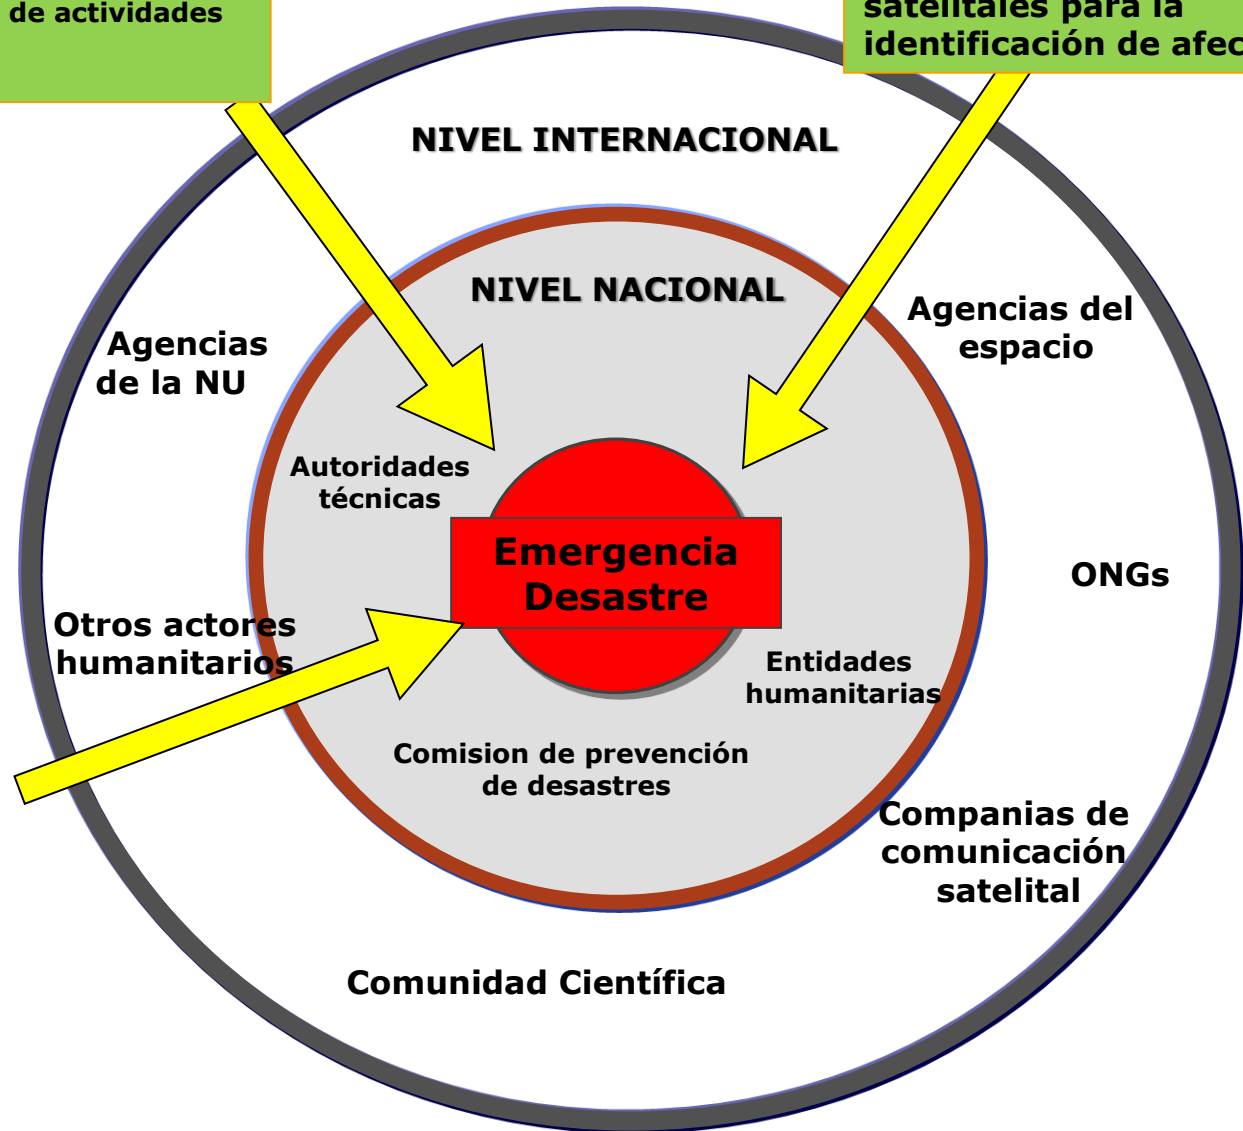 de actividades
satelitales para la
identificación de afec
NIVEL INTERNACIONAL
NIVEL NACIONAL
Agencias del
espacio
Agencias
de la NU
Autoridades
técnicas
Emergencia
Desastre
ONGs
Otros actores
humanitarios
Entidades
humanitarias
Comision de prevención
de desastres
Companias de
comunicación
satelital
Comunidad Científica